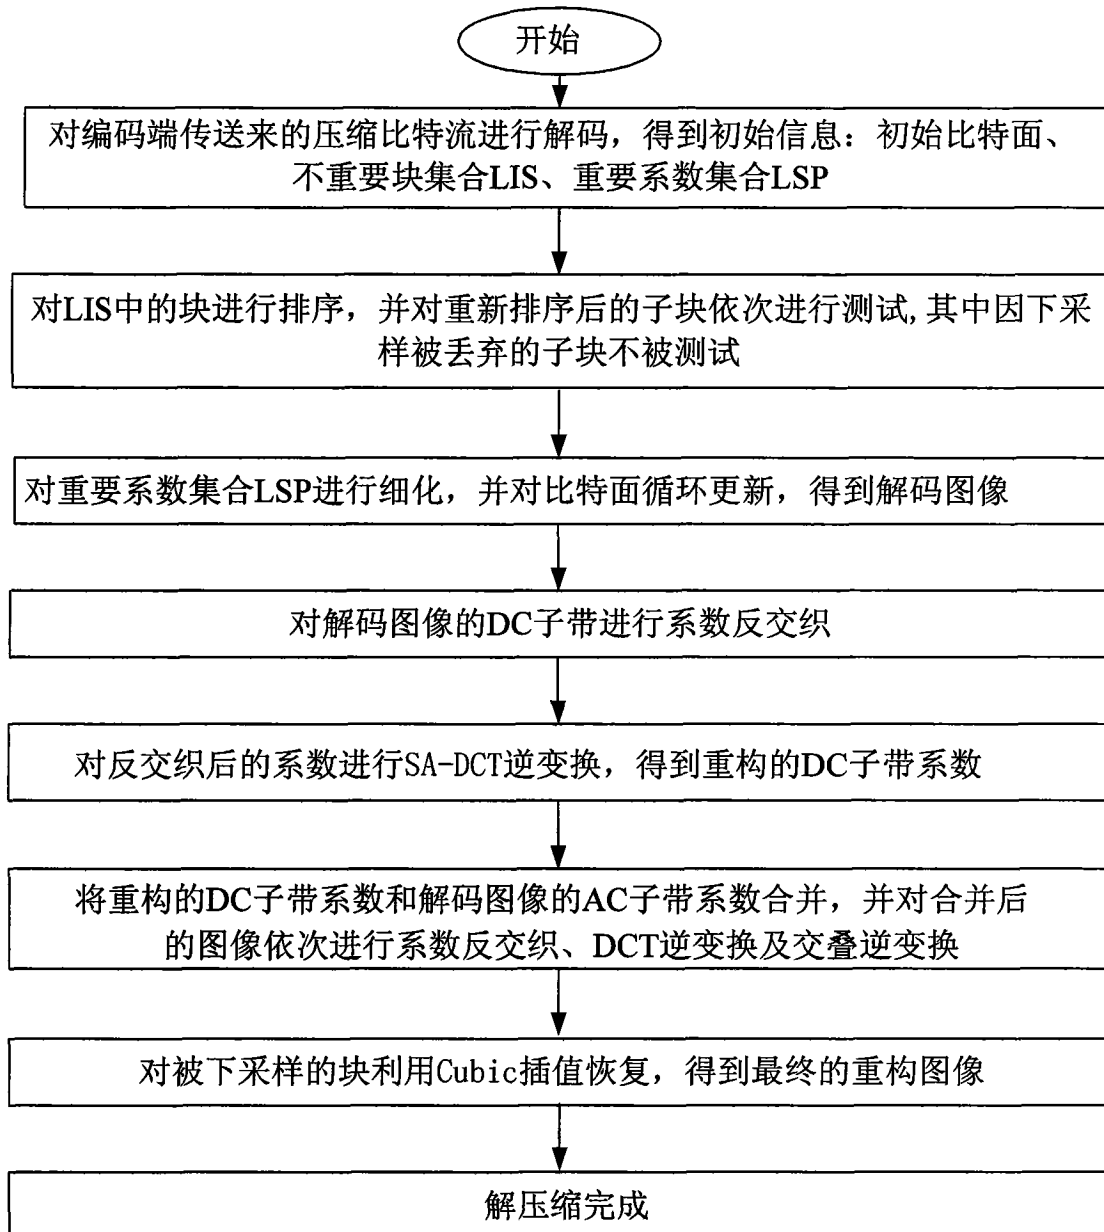 开始
对编码端传送来的压缩比特流进行解码，得到初始信息：初始比特面、
不重要块集合LIS、重要系数集合LSP
对LIS中的块进行排序，并对重新排序后的子块依次进行测试,其中因下采
样被丢弃的子块不被测试
对重要系数集合LSP进行细化，并对比特面循环更新，得到解码图像
对解码图像的DC子带进行系数反交织
对反交织后的系数进行SA-DCT逆变换，得到重构的DC子带系数
将重构的DC子带系数和解码图像的AC子带系数合并，并对合并后
的图像依次进行系数反交织、DCT逆变换及交叠逆变换
对被下采样的块利用Cubic插值恢复，得到最终的重构图像
解压缩完成